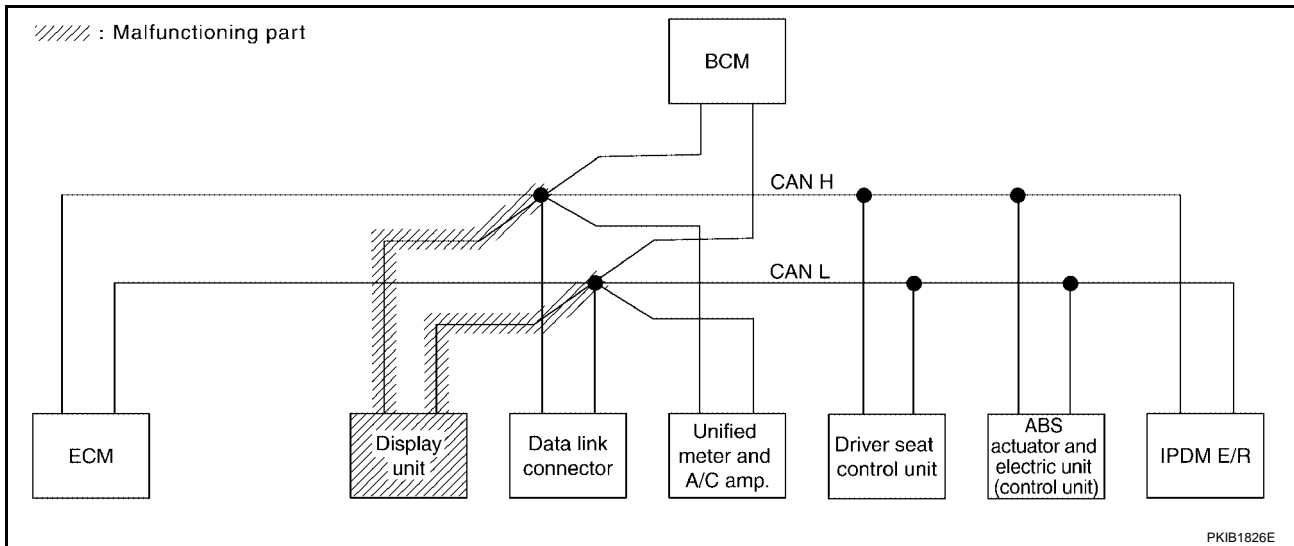 : Malfunctioning part
BCM
CAN H
CAN L
ECM
Display
unit
Data link
connector
Unified
meter and
A/C amp.
Driver seat
control unit
ABS
actuator and
electric unit
(control unit)
IPDM E/R
PKIB1826E